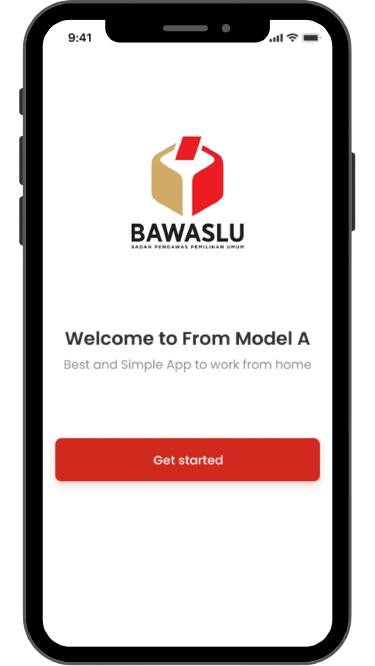 9:41
BAWASLU
BADAN PENGAWAS PEMILIHAN UMUM
Welcome to From Model A
Best and Simple App to work from home
Get started